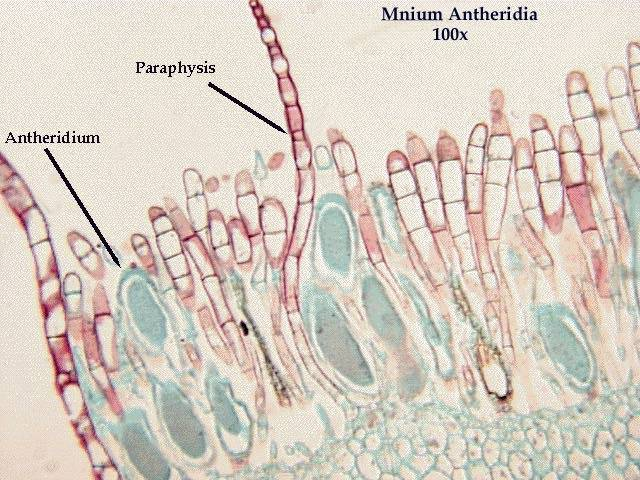 Mnium Antheridia
100x
Paraphysis
Antheridium